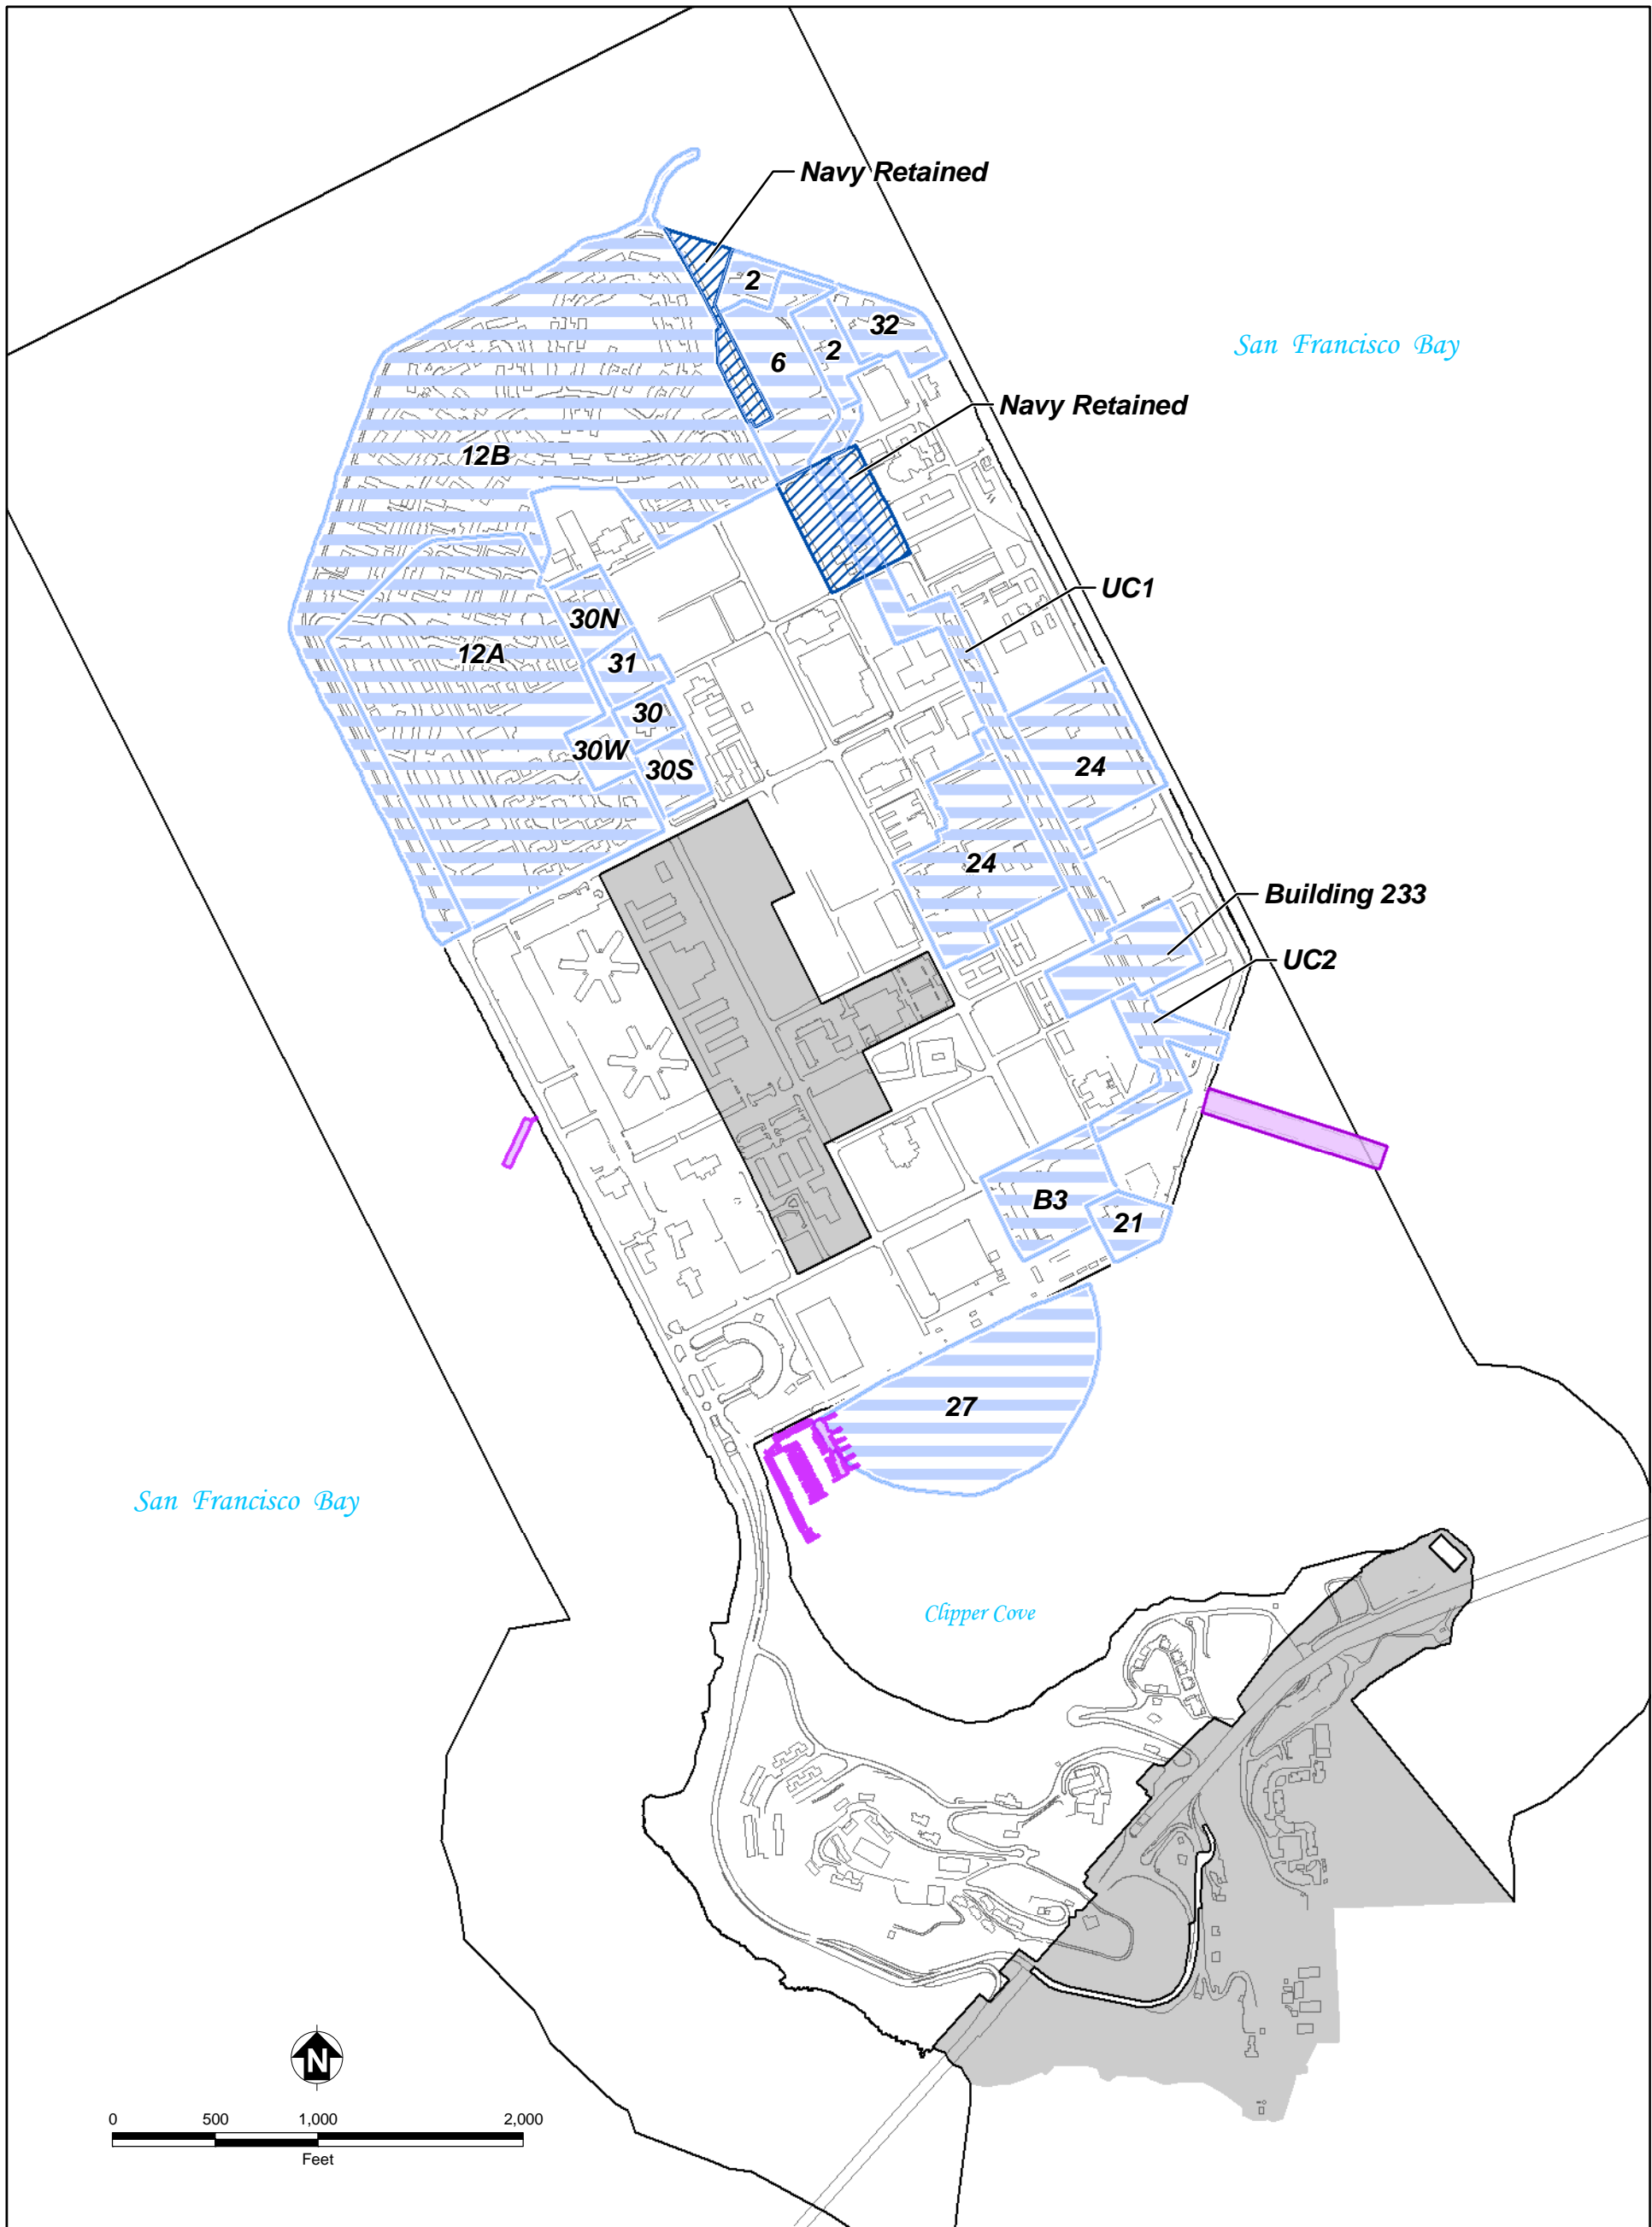 Navy Retained
2
32
San Francisco Bay
2
6
Navy Retained
12B
UC1
30N
12A
31
30
30W
30S
24
24
Building 233
UC2
B3
21
27
San Francisco Bay
Clipper Cove
N
0 500 1,000 2,000
Feet